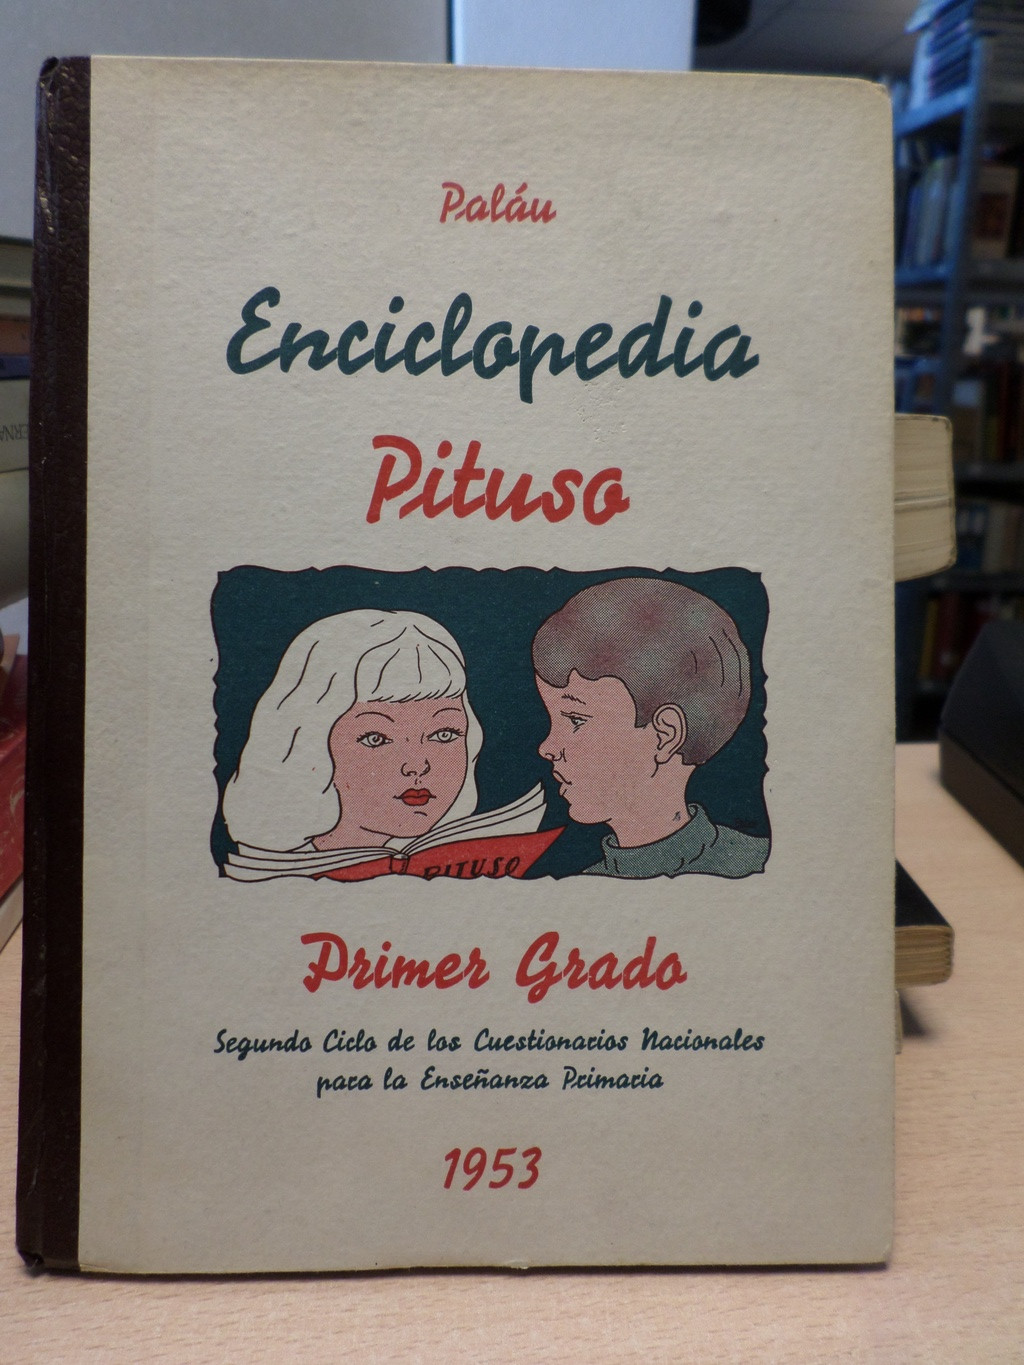 Paláu
Enciclopedia
Pituso
PITUSO
Primer Grado
Segundo Ciclo de los Cuestionarios Nacionales
para la Enseñanza Primaria
1953